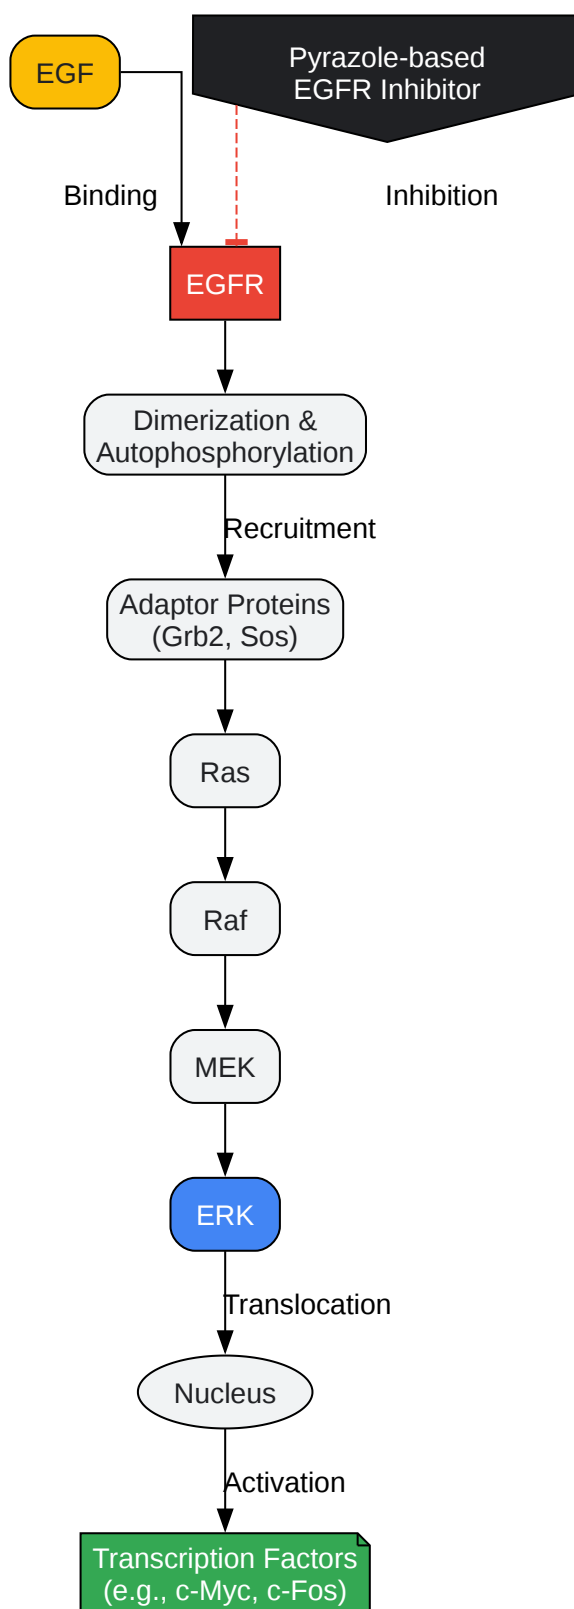 EGF
Pyrazole-based
EGFR Inhibitor
Binding
Inhibition
EGFR
Dimerization &
Autophosphorylation
Recruitment
Adaptor Proteins
(Grb2, Sos)
Ras
Raf
MEK
ERK
Translocation
Nucleus
Activation
Transcription Factors
(e.g., c-Myc, c-Fos)